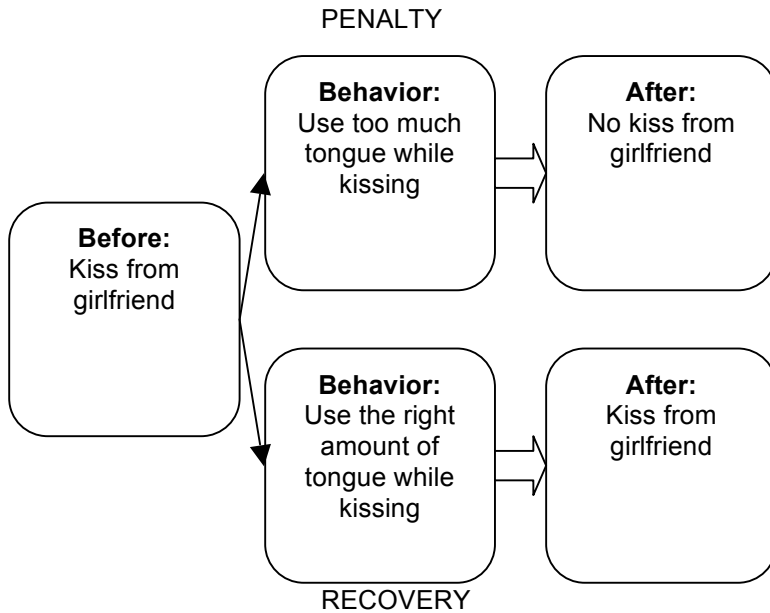 PENALTY
Behavior:
Use too much
tongue while
kissing
After:
No kiss from
girlfriend
Before:
Kiss from
girlfriend
Behavior:
Use the right
amount of
tongue while
kissing
After:
Kiss from
girlfriend
RECOVERY